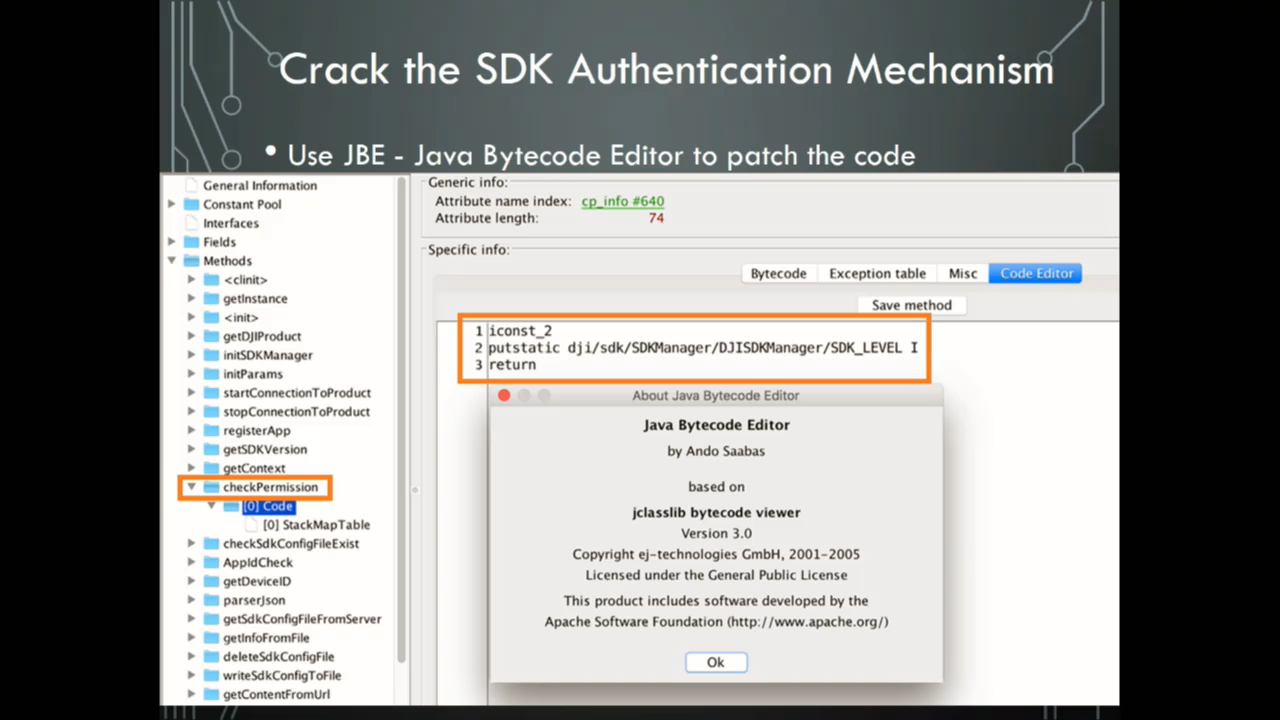 Crack the SDK Authentication Mechanism
• Use JBE - Java Bytecode Editor to patch the code
General Information
Constant Pool
Interfaces
Fields
Methods
<clinit>
getInstance
<init>
getDJIProduct
initSDKManager
initParams
startConnectionToProduct
stopConnectionToProduct
registerApp
getSDKVersion
getContext
checkPermission
[0] Code
[0] StackMapTable
checkSdkConfigFileExist
AppIdCheck
getDeviceID
parserJson
getSdkConfigFileFromServer
getInfoFromFile
deleteSdkConfigFile
writeSdkConfigToFile
getContentFromUrl
Generic info:
Attribute name index: cp_info #640
Attribute length: 74
Specific info:
Bytecode Exception table Misc Code Editor
Save method
1 iconst_2
2 putstatic dji/sdk/SDKManager/DJISDKManager/SDK_LEVEL I
3 return
About Java Bytecode Editor
Java Bytecode Editor
by Ando Saabas
based on
jclasslib bytecode viewer
Version 3.0
Copyright ej-technologies GmbH, 2001-2005
Licensed under the General Public License
This product includes software developed by the
Apache Software Foundation (http://www.apache.org/)
Ok